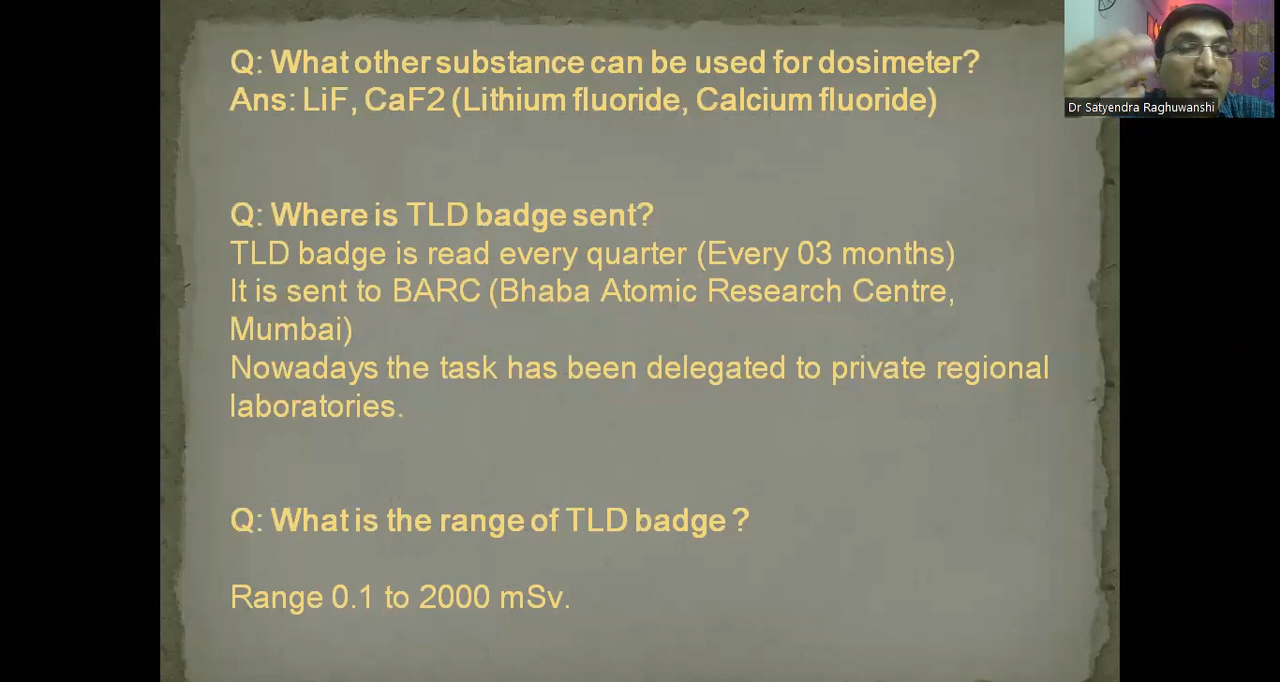 Q: What other substance can be used for dosimeter?
Ans: LiF, CaF2 (Lithium fluoride, Calcium fluoride)
Dr Satyendra Raghuwanshi
Q: Where is TLD badge sent?
TLD badge is read every quarter (Every 03 months)
It is sent to BARC (Bhaba Atomic Research Centre,
Mumbai)
Nowadays the task has been delegated to private regional
laboratories.
Q: What is the range of TLD badge ?
Range 0.1 to 2000 mSv.